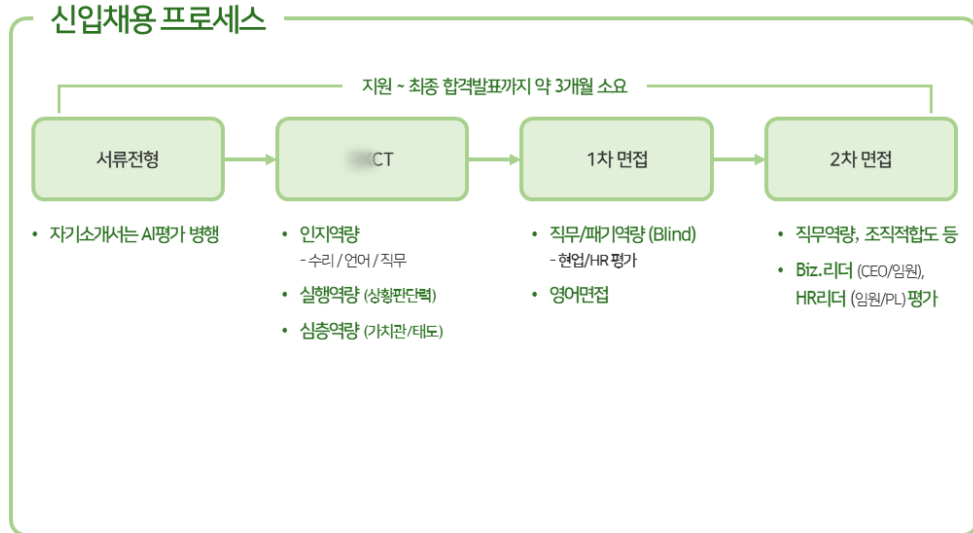 신입채용 프로세스
지원 ~ 최종 합격발표까지 약 3개월 소요
서류전형
CT
1차 면접
2차 면접
• 자기소개서는 AI평가 병행
• 인지역량
- 수리 / 언어 / 직무
• 실행역량 (상황판단력)
• 심층역량 (가치관/태도)
• 직무/패기역량 (Blind)
- 현업/HR 평가
• 영어면접
• 직무역량, 조직적합도 등
• Biz.리더 (CEO/임원),
HR리더 (임원/PL) 평가